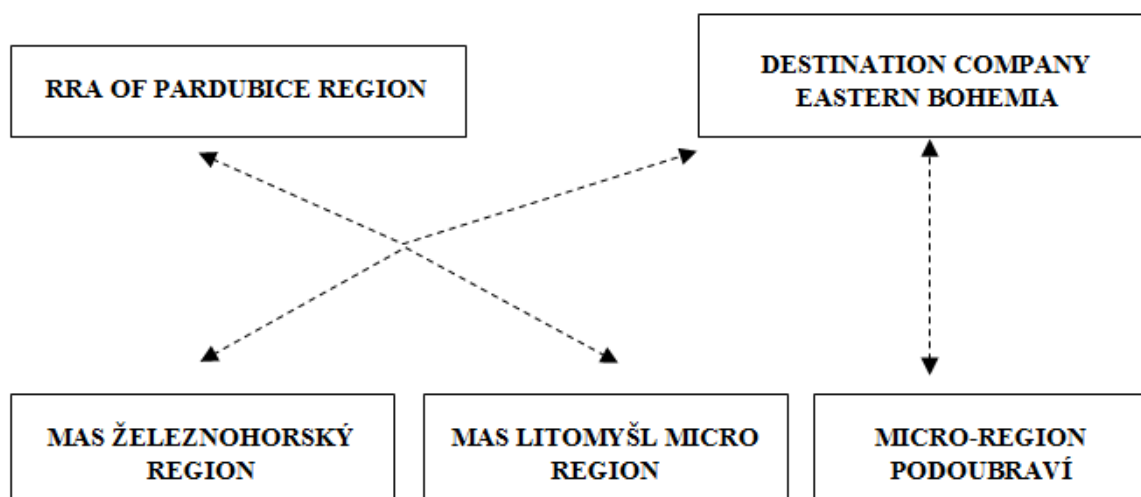 RRA OF PARDUBICE REGION
DESTINATION COMPANY
EASTERN BOHEMIA
MAS ŽELEZNOHORSKÝ
REGION
MAS LITOMYŠL MICRO
REGION
MICRO-REGION
PODOUBRAVÍ